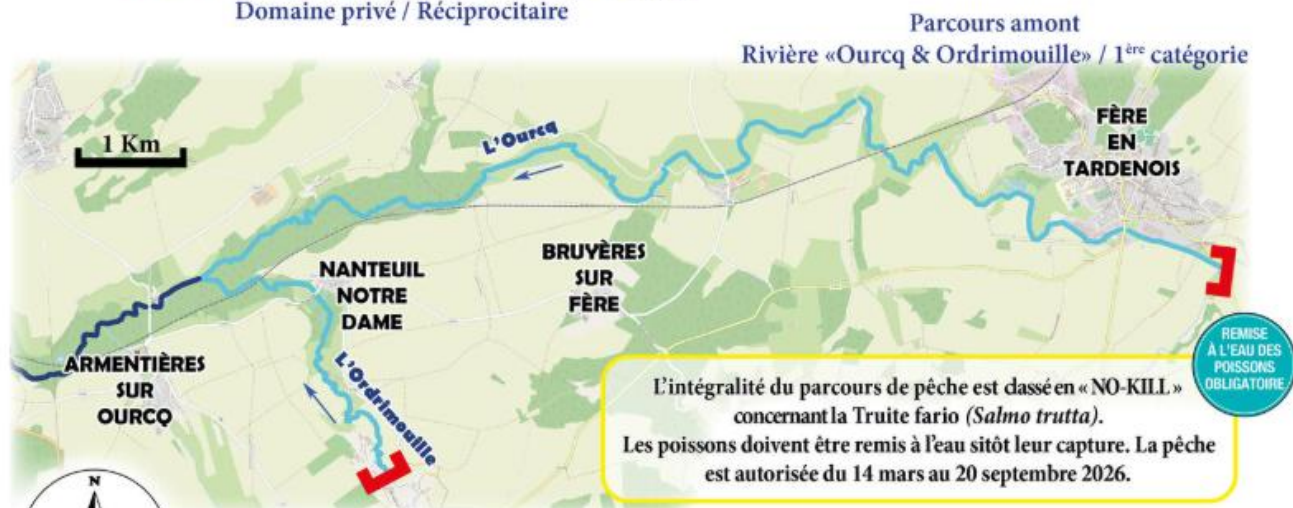 Domaine privé / Réciprocitaire
Parcours amont
Rivière «Ourcq & Ordrimouille» / 1ère catégorie
1 Km
L'Ourcq
FÈRE
EN
TARDENOIS
NANTEUIL
NOTRE
DAME
BRUYÈRES
SUR
FÈRE
ARMENTIÈRES
SUR
OURCQ
L'Ordrimouille
REMISE
À L'EAU DES
POISSONS
OBLIGATOIRE
L'intégralité du parcours de pêche est classé en « NO-KILL »
concernant la Truite fario (Salmo trutta).
Les poissons doivent être remis à l'eau sitôt leur capture. La pêche
est autorisée du 14 mars au 20 septembre 2026.
N